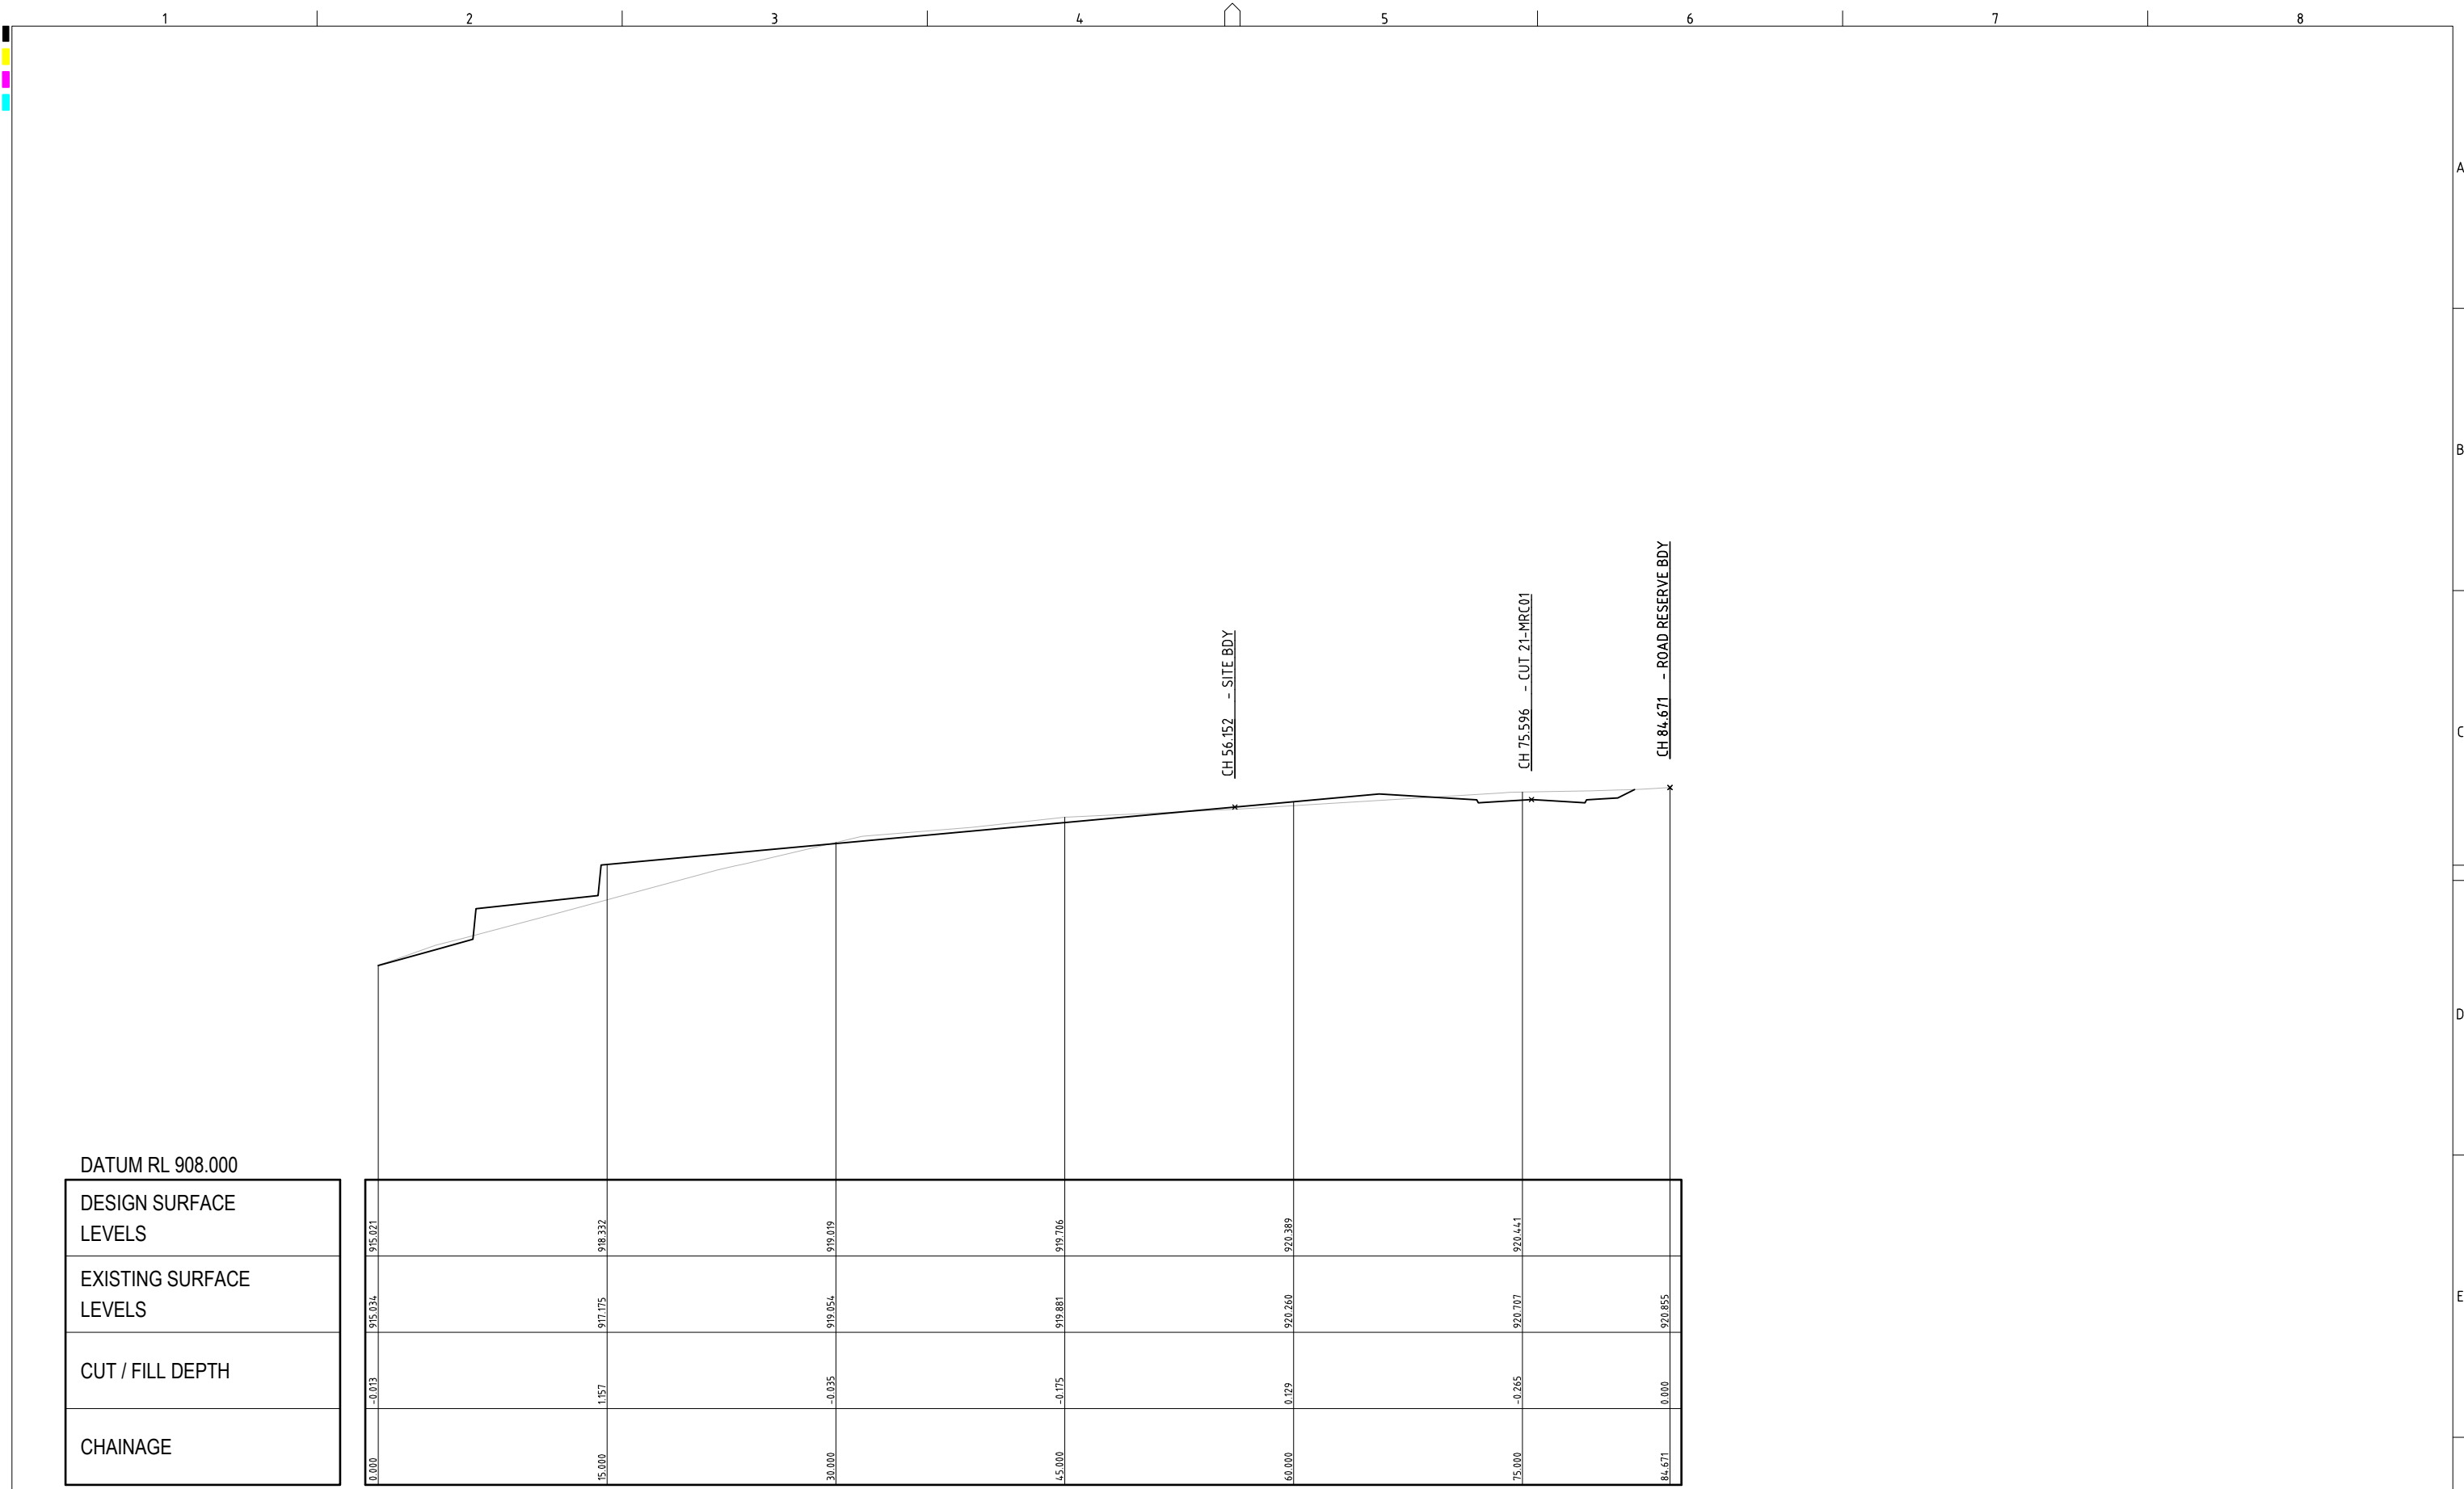 1 2 3 4 5 6 7 8
A
B
CH 56.152 - SITE BDY
CH 75.596 - CUT 21-MRC01
CH 84.671 - ROAD RESERVE BDY
C
D
DATUM RL 908.000
DESIGN SURFACE
LEVELS
915.021 918.332 919.019 919.706 920.389 920.441
EXISTING SURFACE
LEVELS
915.034 917.175 919.054 919.881 920.260 920.707 920.855
E
CUT / FILL DEPTH
-0.013 1.157 -0.035 -0.175 0.129 -0.265 0.000
CHAINAGE
0.000 15.000 30.000 45.000 60.000 75.000 84.671